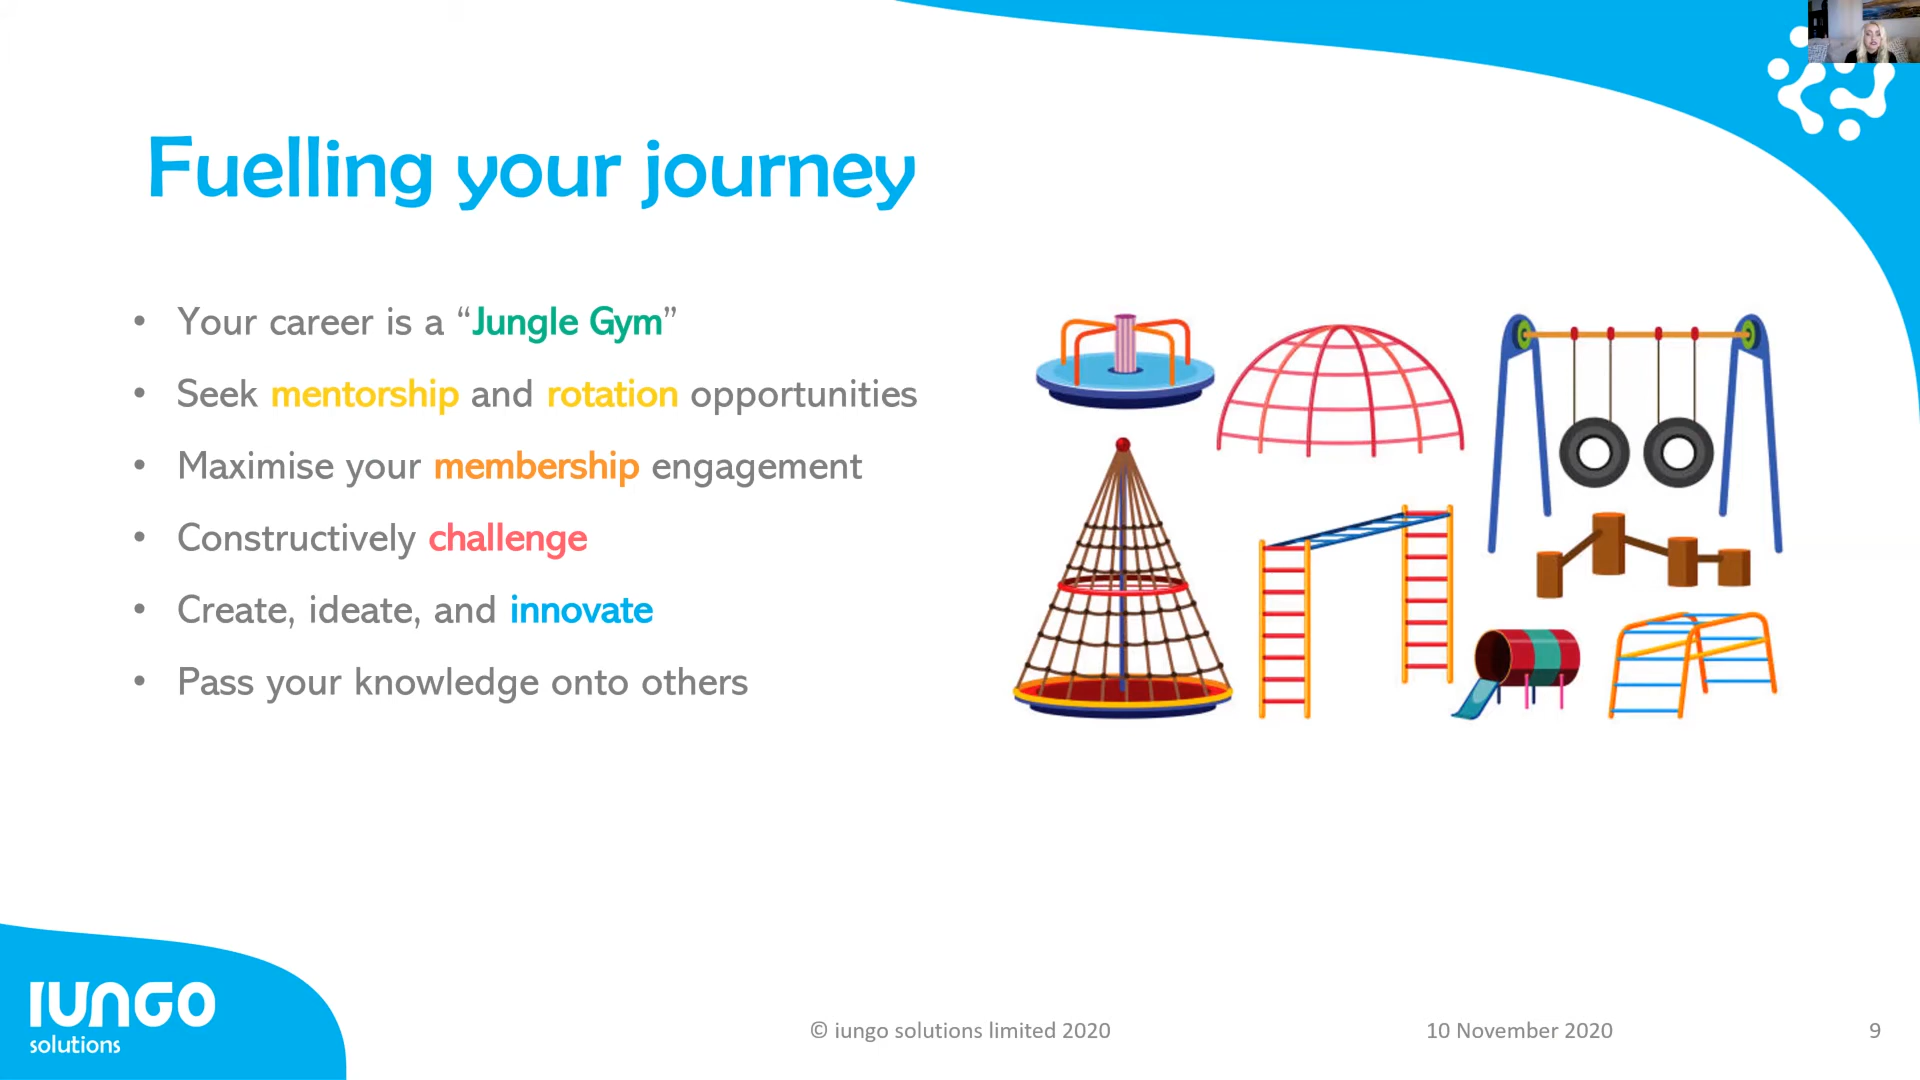 Fuelling your journey
• Your career is a “Jungle Gym”
• Seek mentorship and rotation opportunities
• Maximise your membership engagement
• Constructively challenge
• Create, ideate, and innovate
• Pass your knowledge onto others
IUNGO
solutions
© iungo solutions limited 2020
10 November 2020
9